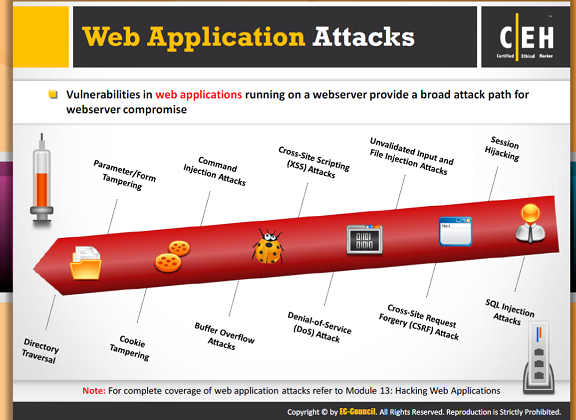 Web Application Attacks
C|EH
Certified Ethical Hacker
Vulnerabilities in web applications running on a webserver provide a broad attack path for
webserver compromise
Parameter/Form
Tampering
Command
Injection Attacks
Cross-Site Scripting
(XSS) Attacks
Unvalidated Input and
File Injection Attacks
Session
Hijacking
Directory
Traversal
Cookie
Tampering
Buffer Overflow
Attacks
Denial-of-Service
(DoS) Attack
Cross-Site Request
Forgery (CSRF) Attack
SQL Injection
Attacks
Note: For complete coverage of web application attacks refer to Module 13: Hacking Web Applications
Copyright © by EC-Council. All Rights Reserved. Reproduction is Strictly Prohibited.